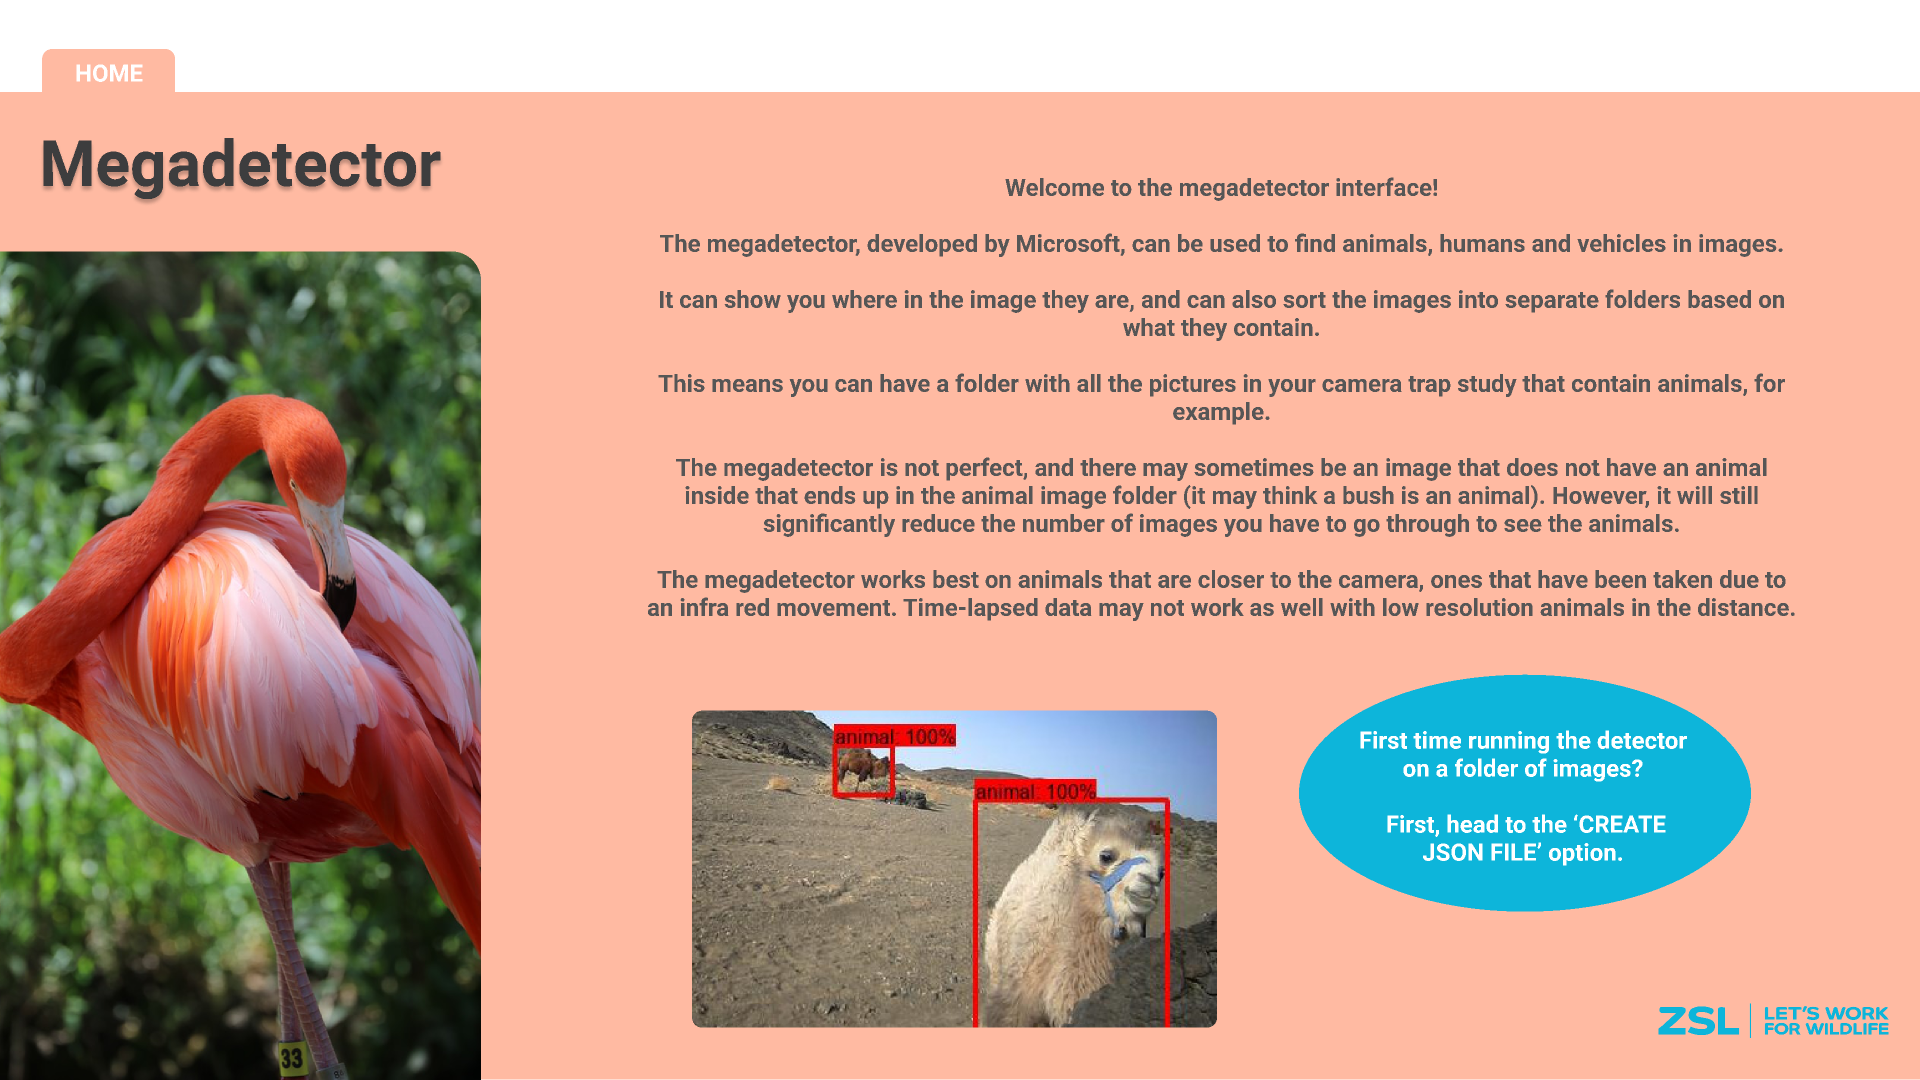 HOME
Megadetector
Welcome to the megadetector interface!
The megadetector, developed by Microsoft, can be used to find animals, humans and vehicles in images.
It can show you where in the image they are, and can also sort the images into separate folders based on
what they contain.
This means you can have a folder with all the pictures in your camera trap study that contain animals, for
example.
The megadetector is not perfect, and there may sometimes be an image that does not have an animal
inside that ends up in the animal image folder (it may think a bush is an animal). However, it will still
significantly reduce the number of images you have to go through to see the animals.
The megadetector works best on animals that are closer to the camera, ones that have been taken due to
an infra red movement. Time-lapsed data may not work as well with low resolution animals in the distance.
animal: 100%
animal: 100%
First time running the detector
on a folder of images?
First, head to the ‘CREATE
JSON FILE’ option.
33
ZSL
LET'S WORK
FOR WILDLIFE